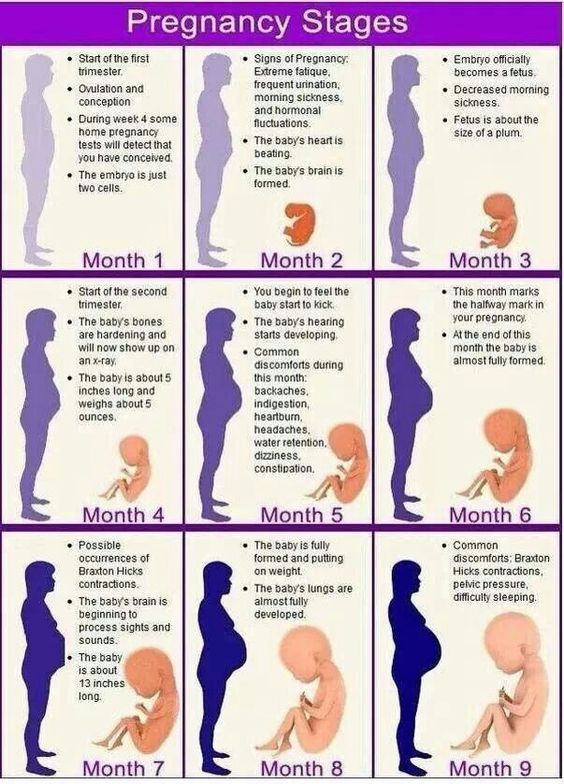 Pregnancy Stages
• Start of the first
trimester.
• Ovulation and
conception
• During week 4 some
home pregnancy
tests will detect that
you have conceived.
• The embryo is just
two cells.
Month 1
• Signs of Pregnancy:
Extreme fatique,
frequent urination,
morning sickness,
and hormonal
fluctuations.
• The baby's heart is
beating.
• The baby's brain is
formed.
Month 2
• Embryo officially
becomes a fetus.
• Decreased morning
sickness.
• Fetus is about the
size of a plum.
Month 3
• Start of the second
trimester.
• The baby's bones
are hardening and
will now show up on
an x-ray.
• The baby is about 5
inches long and
weighs about 5
ounces.
Month 4
• You begin to feel the
baby start to kick.
• The baby's hearing
starts developing.
• Common
discomforts during
this month:
backaches,
indigestion,
heartburn,
headaches,
water retention,
dizziness,
constipation.
Month 5
• This month marks
the halfway mark in
your pregnancy.
• At the end of this
month the baby is
almost fully formed.
Month 6
• Possible
occurrences of
Braxton Hicks
contractions.
• The baby's brain is
beginning to
process sights and
sounds.
• The baby
is about
13 inches
long.
Month 7
• The baby is fully
formed and putting
on weight.
• The baby's lungs are
almost fully
developed.
Month 8
• Common
discomforts: Braxton
Hicks contractions,
pelvic pressure,
difficulty sleeping.
Month 9